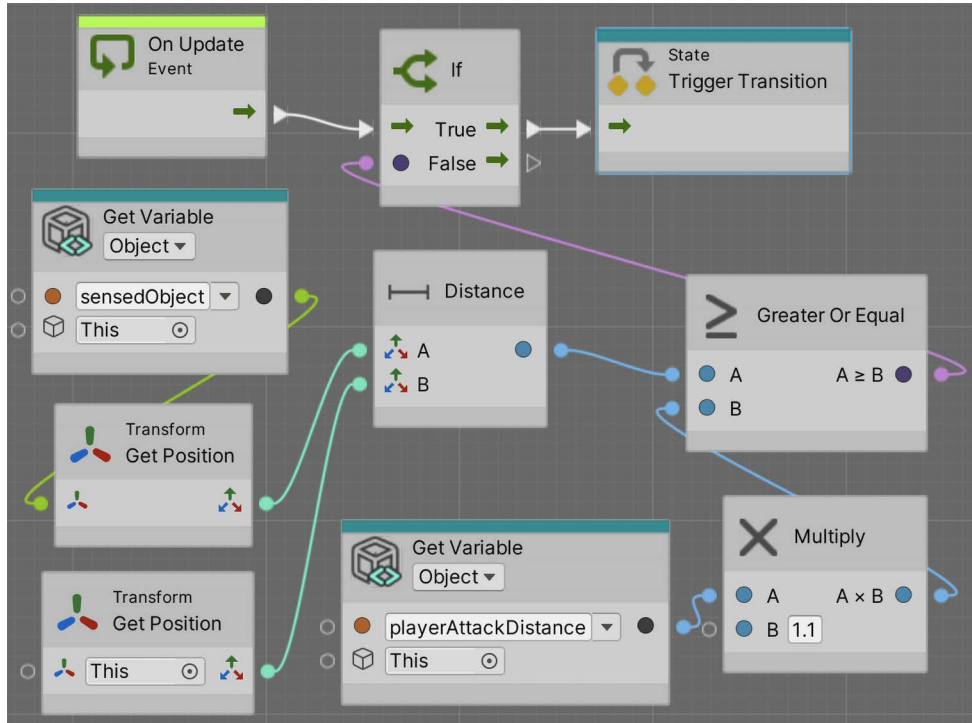 On Update
Event
If
True
False
State
Trigger Transition
Get Variable
Object
sensedObject
This
Distance
A
B
Greater Or Equal
A A ≥ B
B
Transform
Get Position
Transform
Get Position
This
Get Variable
Object
playerAttackDistance
This
Multiply
A A × B
B 1.1